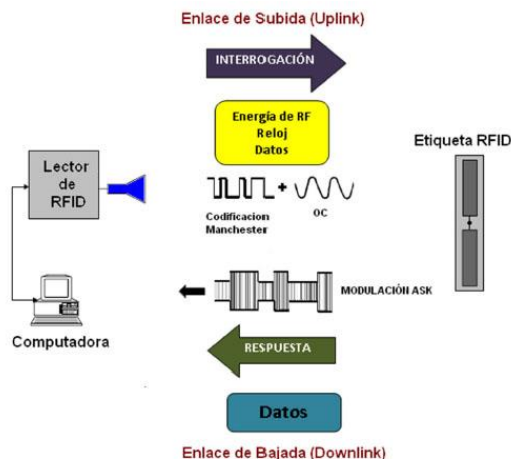 Enlace de Subida (Uplink)
INTERROGACIÓN
Energía de RF
Reloj
Datos
Etiqueta RFID
Lector
de
RFID
+
Codificacion
Manchester
OC
MODULACIÓN ASK
Computadora
RESPUESTA
Datos
Enlace de Bajada (Downlink)